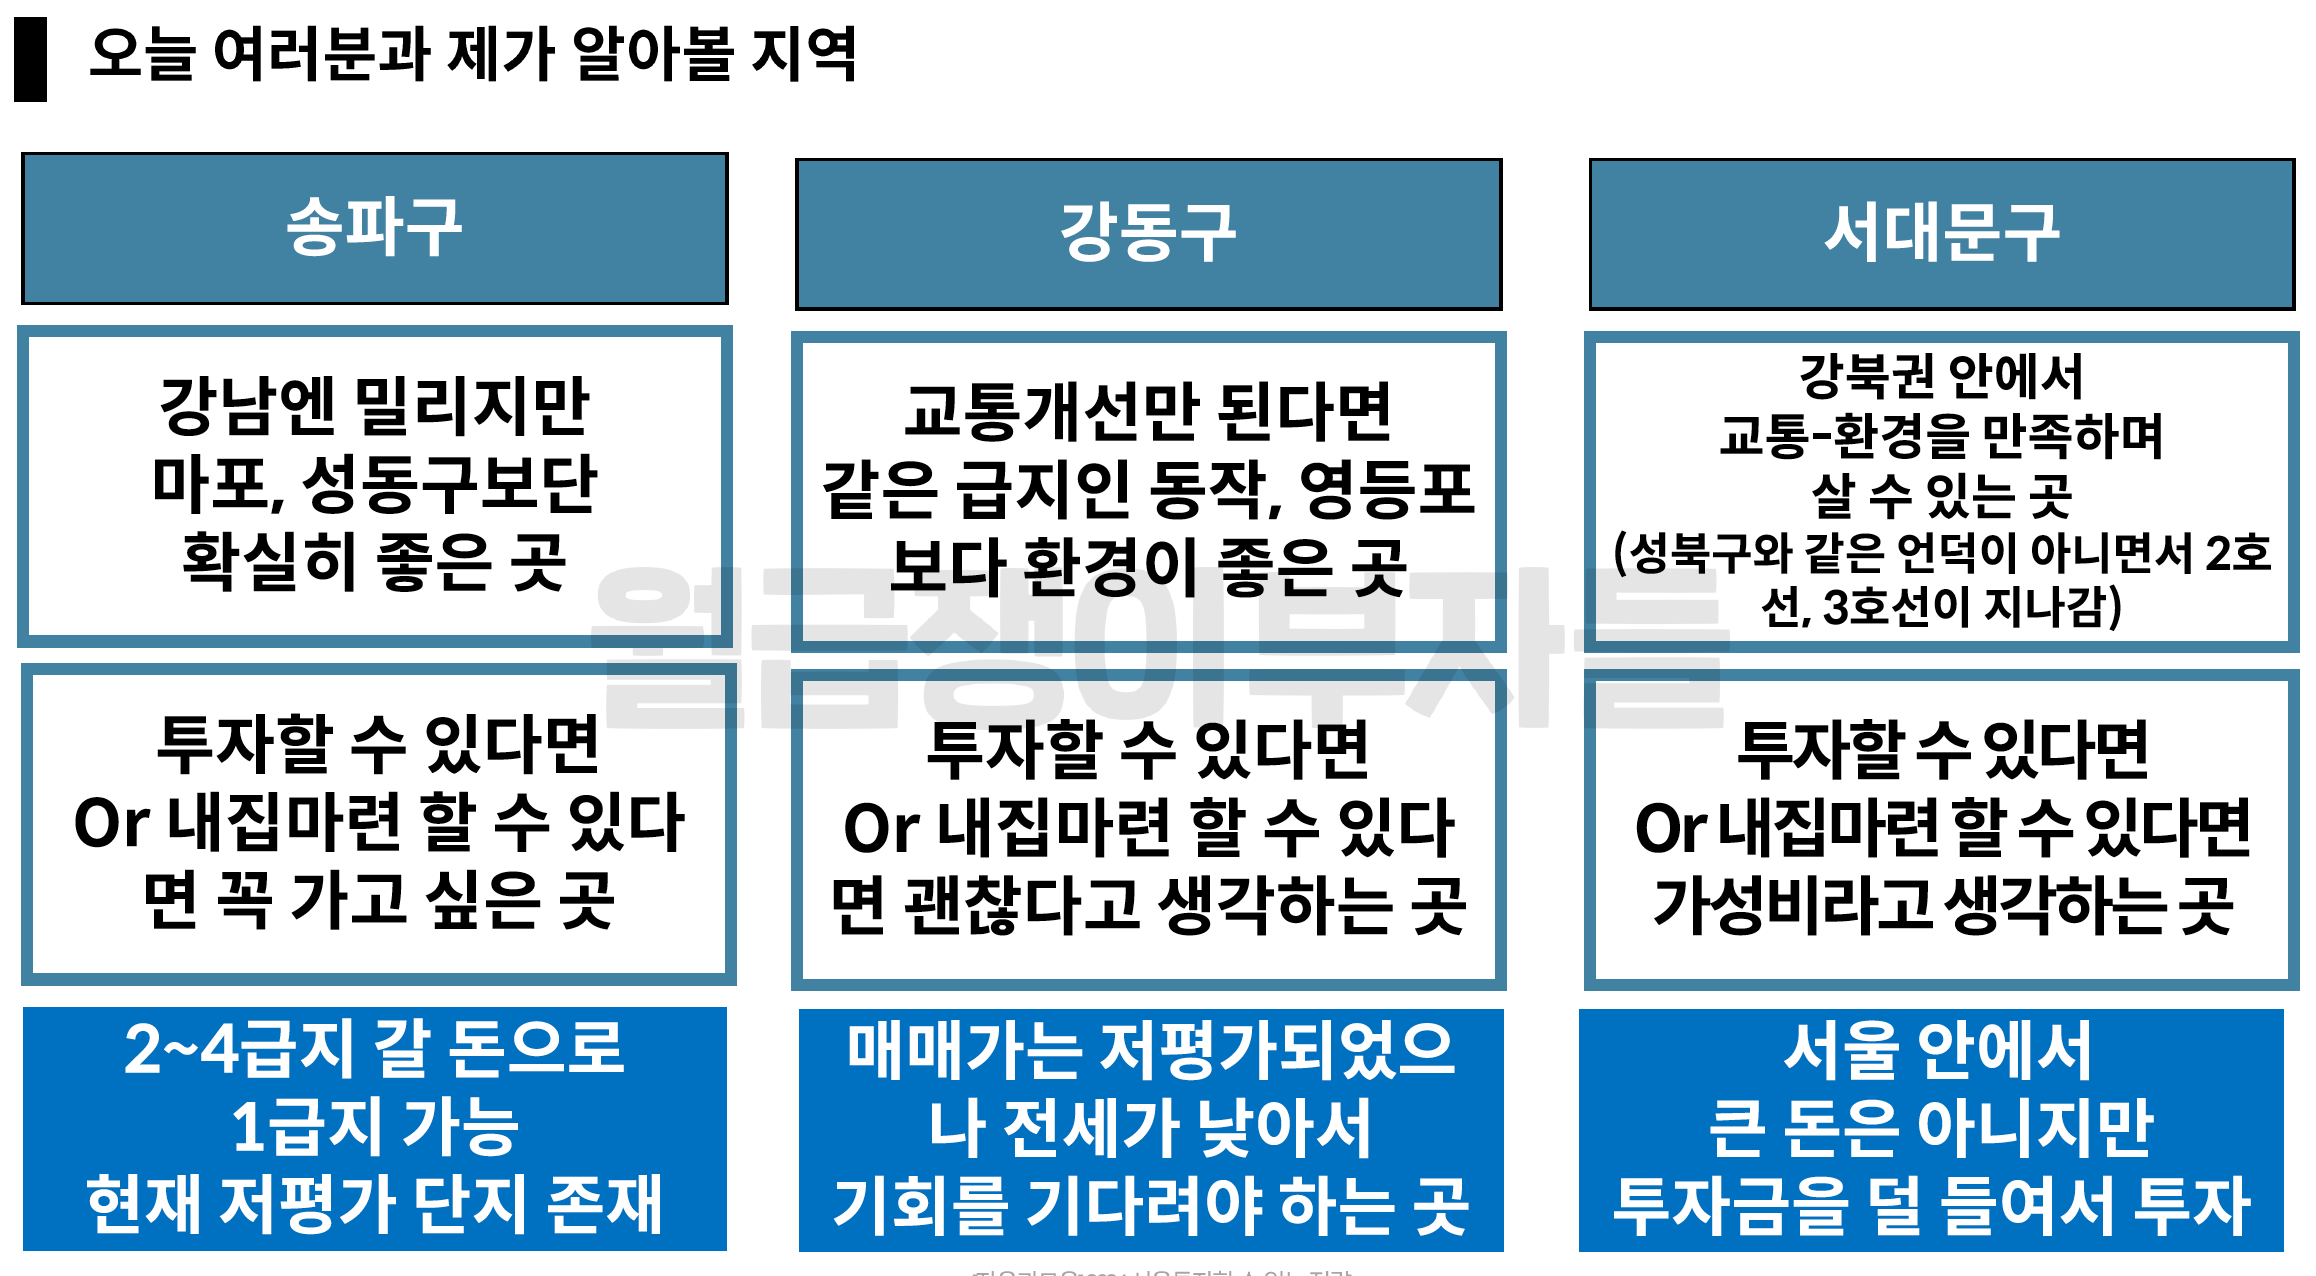 오늘 여러분과 제가 알아볼 지역
송파구
강남엔 밀리지만
마포, 성동구보단
확실히 좋은 곳
투자할 수 있다면
Or 내집마련 할 수 있다
면 꼭 가고 싶은 곳
2~4급지 갈 돈으로
1급지 가능
현재 저평가 단지 존재
강동구
교통개선만 된다면
같은 급지인 동작, 영등포
보다 환경이 좋은 곳
투자할 수 있다면
Or 내집마련 할 수 있다
면 괜찮다고 생각하는 곳
매매가는 저평가되었으
나 전세가 낮아서
기회를 기다려야 하는 곳
서대문구
강북권 안에서
교통-환경을 만족하며
살 수 있는 곳
(성북구와 같은 언덕이 아니면서 2호
선, 3호선이 지나감)
투자할 수 있다면
Or 내집마련 할 수 있다면
가성비라고 생각하는 곳
서울 안에서
큰 돈은 아니지만
투자금을 덜 들여서 투자
월급쟁이부자들